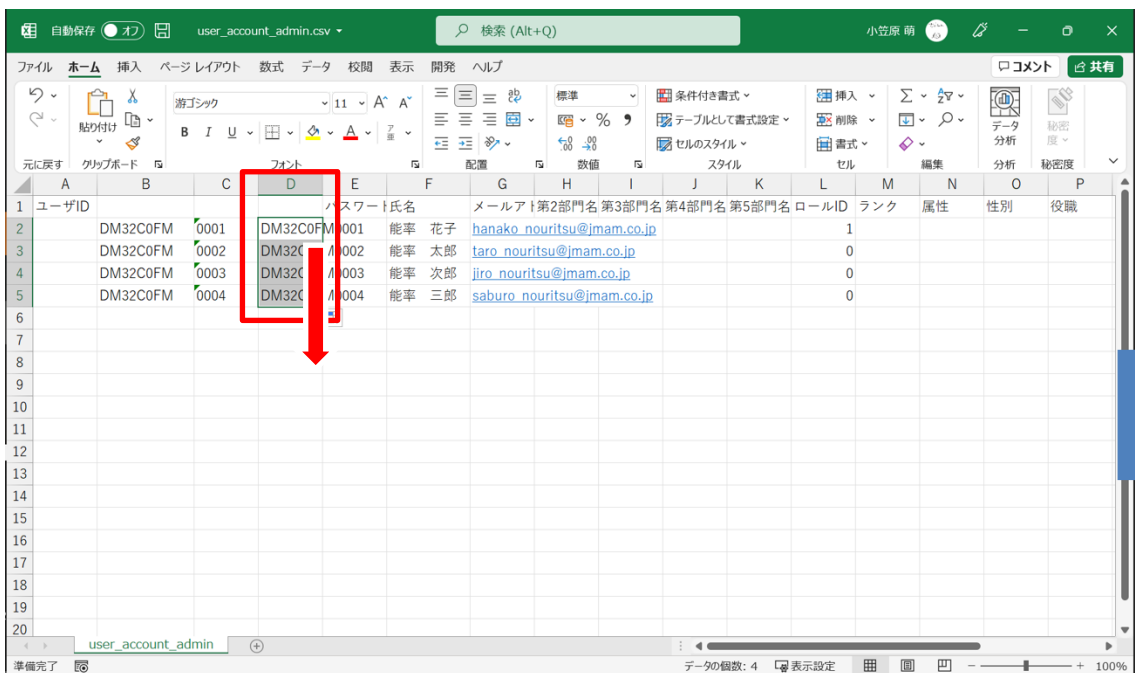 自動保存 オフ user_account_admin.csv 検索 (Alt+Q) 小笠原 萌
ファイル ホーム 挿入 ページ レイアウト 数式 データ 校閲 表示 開発 ヘルプ コメント 共有
貼り付け 游ゴシック 11 A A 標準 条件付き書式 挿入 Σ
B I U A % 9 テーブルとして書式設定 削除 データ分析 秘密度
セルのスタイル 書式
元に戻す クリップボード フォント 配置 数値 スタイル セル 編集 分析 秘密度
A B C D E F G H I J K L M N O P
1 ユーザID パスワート 氏名 メールアト 第2部門名 第3部門名 第4部門名 第5部門名 ロールID ランク 属性 性別 役職
2 DM32C0FM 0001 DM32C0FM0001 能率 花子 hanako_nouritsu@jmam.co.jp 1
3 DM32C0FM 0002 DM32C M0002 能率 太郎 taro_nouritsu@jmam.co.jp 0
4 DM32C0FM 0003 DM32C M0003 能率 次郎 jiro_nouritsu@jmam.co.jp 0
5 DM32C0FM 0004 DM32C M0004 能率 三郎 saburo_nouritsu@jmam.co.jp 0
6
7
8
9
10
11
12
13
14
15
16
17
18
19
20
user_account_admin
準備完了 データの個数: 4 表示設定 − + 100%